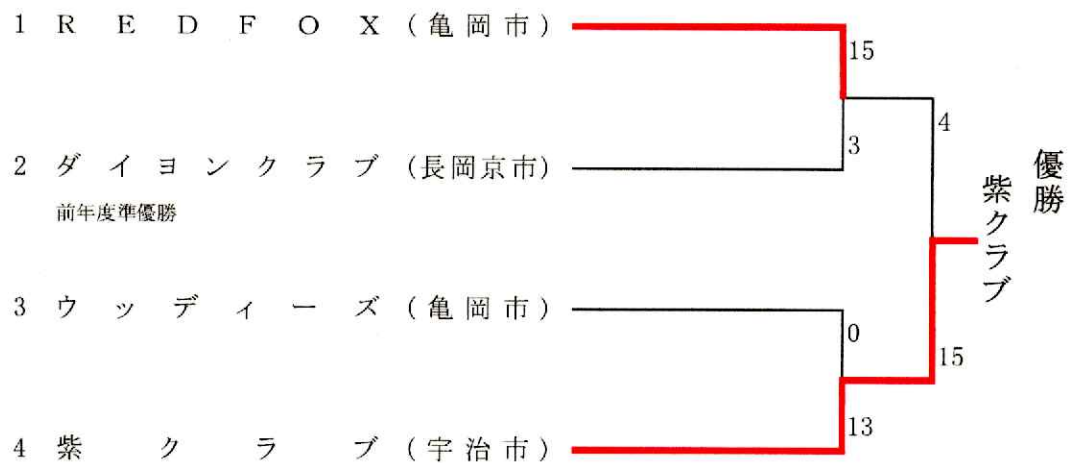 1 REDFOX (亀岡市)
15
4
3
2 ダイヨンクラブ (長岡京市)
前年度準優勝
優勝
紫クラブ
3 ウッディーズ (亀岡市)
0
15
13
4 紫クラブ (宇治市)